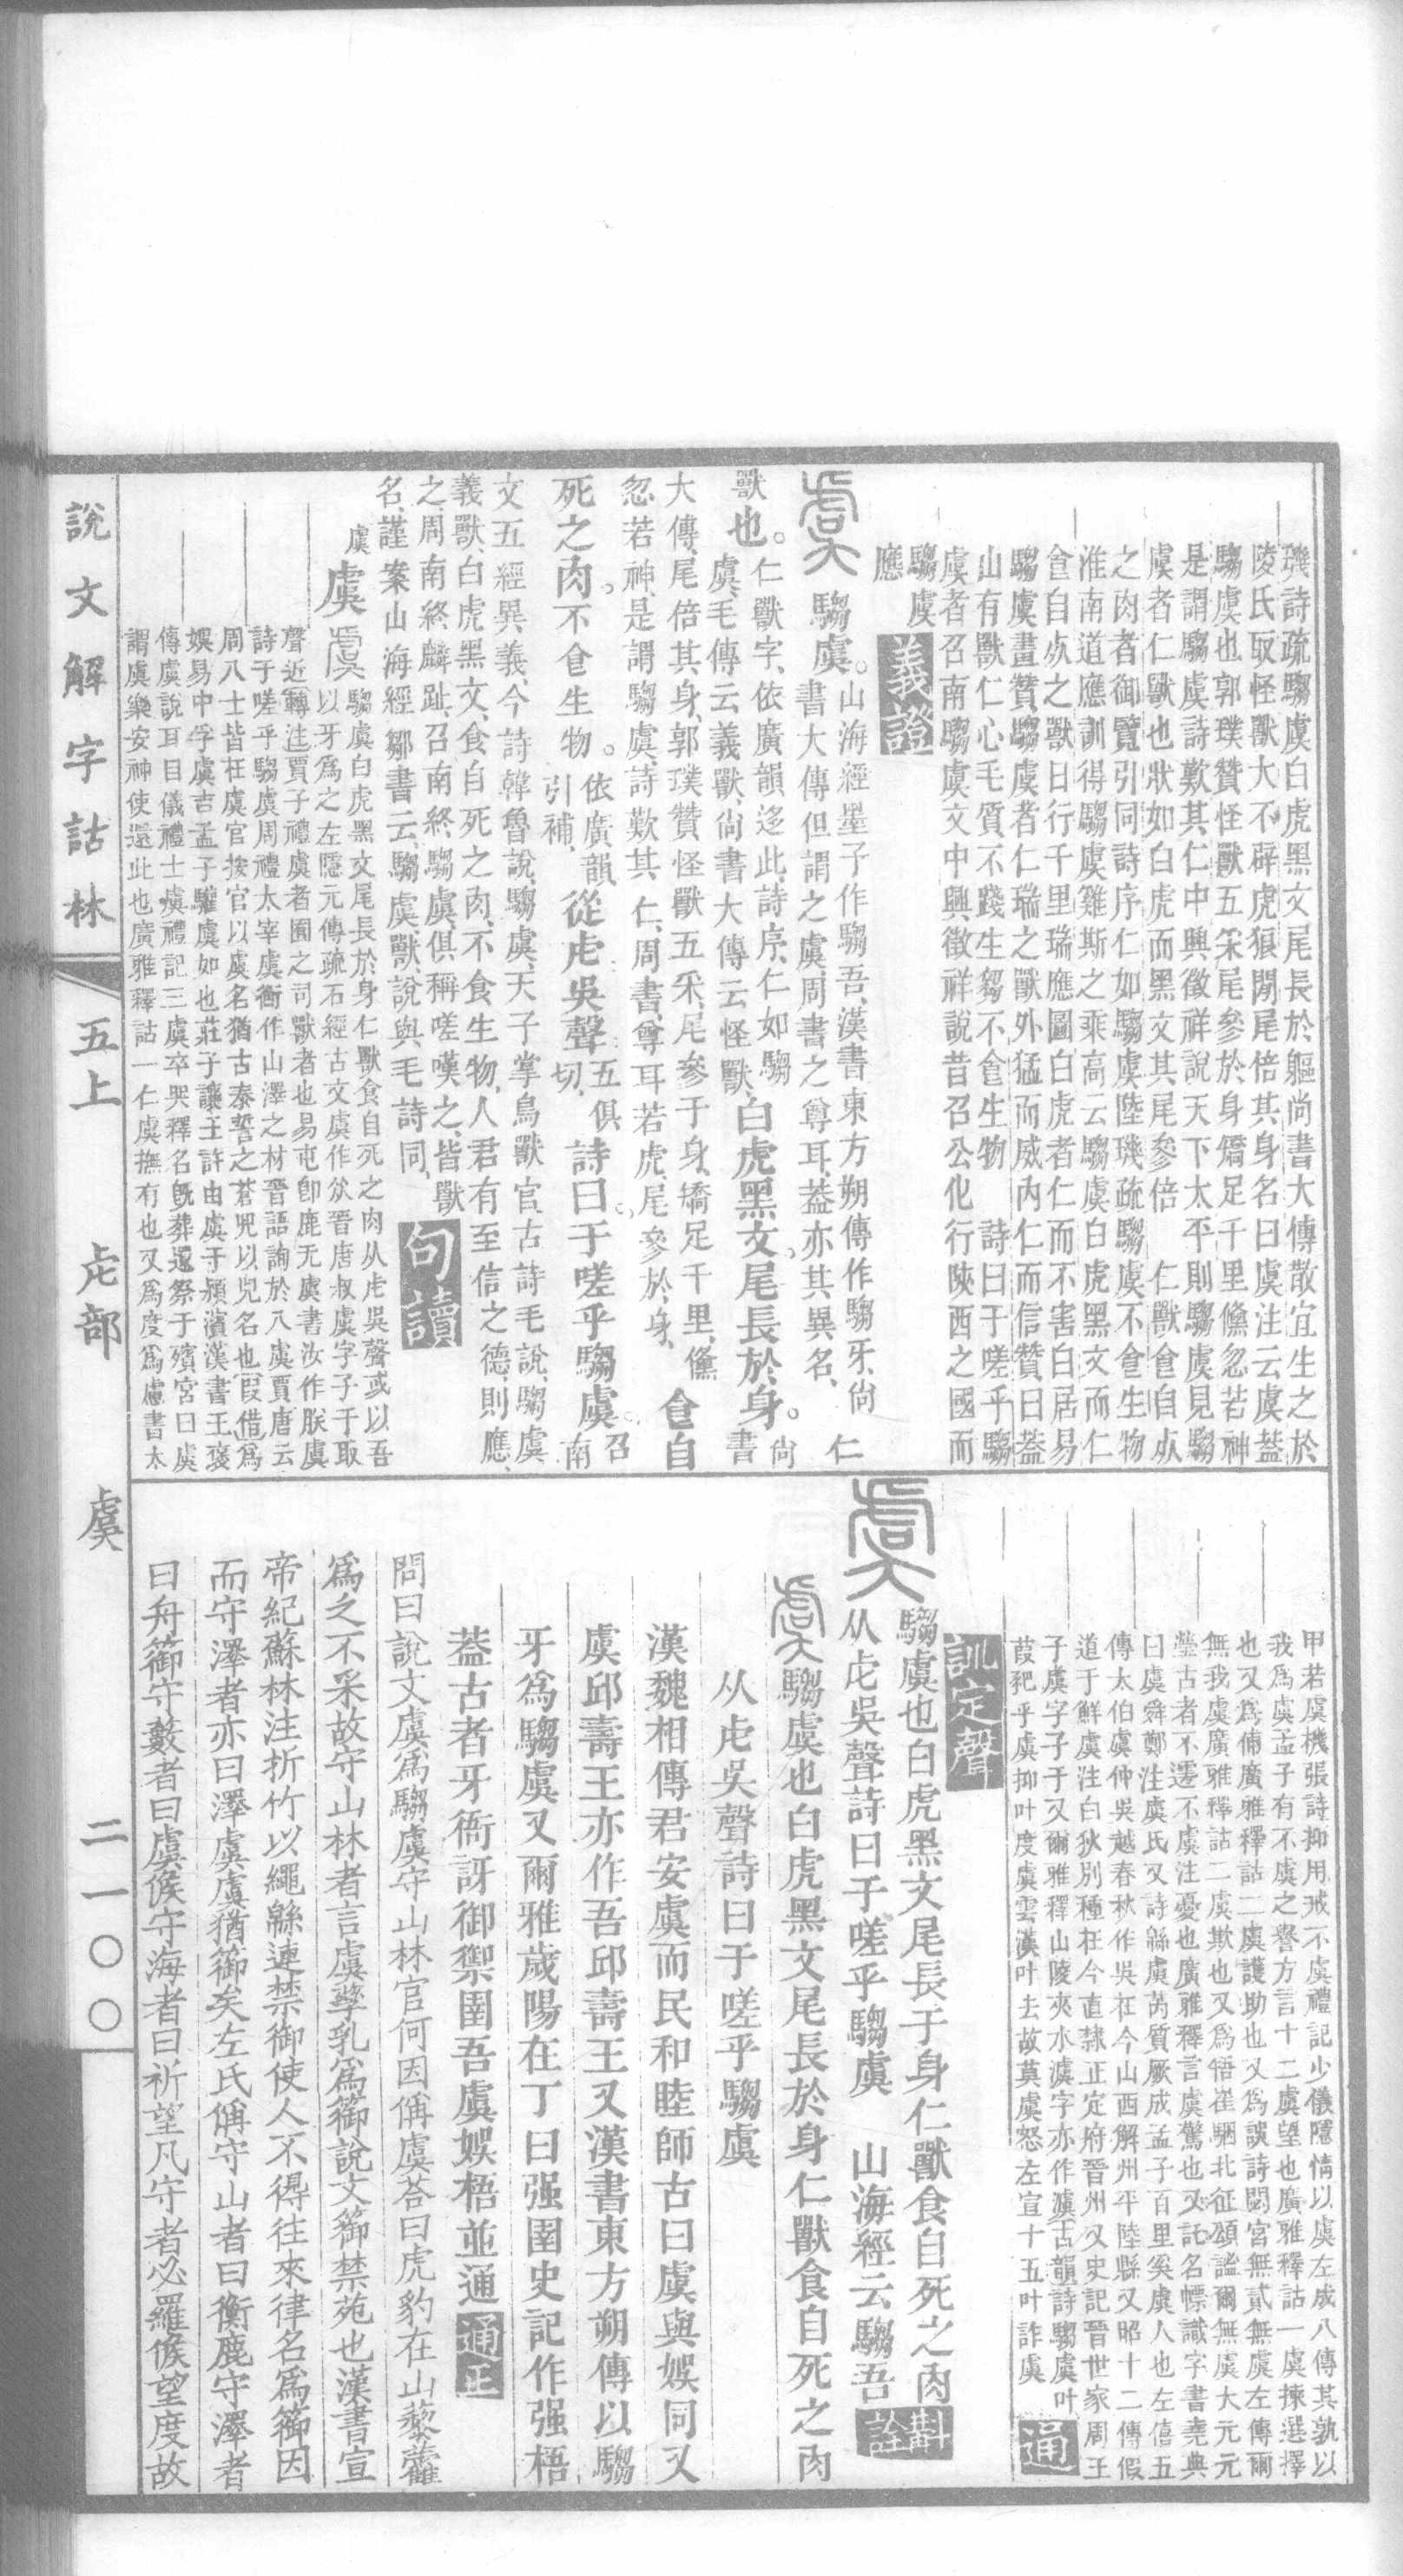 璣詩疏騶虞白虎黑文尾長於軀尚書大傳散宜生之於
陵氏取怪獸大不辟虎狼閒尾倍其身名曰虞注云虞葢
騶虞也郭璞贊怪獸五采尾參於身矯足千里儵忽若神
是謂騶虞詩歎其仁中興徵祥說天下太平則騶虞見騶
虞者仁獸也狀如白虎而黑文其尾參倍　仁獸食自㱙
之肉者御覽引同詩序仁如騶虞陸璣疏騶虞不食生物
淮南道應訓得騶虞雞斯之乘高云騶虞白虎黑文而仁
食自㱙之獸日行千里瑞應圖白虎者仁而不害白居易
騶虞畫贊騶虞者仁瑞之獸外猛而威內仁而信贊曰葢
山有獸仁心毛質不踐生芻不食生物　詩曰于嗟乎騶
虞者召南騶虞文中興徵祥說昔召公化行陝西之國而
騶虞
應
義證
騶虞。山海經墨子作騶吾、漢書東方朔傳作騶牙、尙
書大傳但謂之虞、周書之尊耳、葢亦其異名、
仁
獸也。仁獸字、依廣韻迻此、詩序、仁如騶
虞、毛傳云義獸、尙書大傳云怪獸
白虎黑文、尾長於身。尙
書
大傳、尾倍其身、郭璞贊怪獸五采、尾參于身、矯足千里、儵
忽若神、是謂騶虞、詩歎其仁、周書、尊耳若虎、尾參於身、
食自
死之肉。不食生物。依廣韻
引補、
從虍吳聲。五俱
切、
詩曰于嗟乎騶虞。召
南
文五經異義、今詩韓魯說、騶虞、天子掌鳥獸官、古詩毛說、騶虞
義獸、白虎黑文、食自死之肉、不食生物、人君有至信之德、則應
之、周南終麟趾、召南終騶虞、俱稱嗟嘆之、皆獸
名、謹案山海經鄒書云、騶虞獸說與毛詩同、
句讀
虞
虞
騶虞白虎黑文尾長於身仁獸食自死之肉从虍吳聲或以吾
以牙爲之左隱元傳疏石經古文虞作㕦晉唐叔虞字子于取
聲近轉注賈子禮虞者囿之司獸者也易屯卽鹿无虞書汝作朕虞
詩于嗟乎騶虞周禮太宰虞衡作山澤之材晉語詢於八虞賈唐云
周八士皆在虞官按官以虞名猶古泰誓之蒼兕以兕名也叚借爲
娛易中孚虞吉孟子驩虞如也莊子讓王許由虞于潁濱漢書王褒
傳虞說耳目儀禮士虞禮記三虞卒哭釋名旣葬還祭于殯宮曰虞
謂虞樂安神使還此也廣雅釋詁一仁虞撫有也又爲度爲慮書太
甲若虞機張詩抑用戒不虞禮記少儀隱情以虞左成八傳其孰以
我爲虞孟子有不虞之譽方言十二虞望也廣雅釋詁一虞揀選擇
也又爲備廣雅釋詁二虞護助也又爲誤詩閟宮無貳無虞左傳爾
無我虞廣雅釋詁二虞欺也又爲牾崔駰北征頌謐爾無虞大元元
瑩古者不䙴不虞注憂也廣雅釋言虞驚也又託名幖識字書堯典
曰虞舜鄭注虞氏又詩緜虞芮質厥成孟子百里奚虞人也左僖五
傳太伯虞仲吳越春秋作吳在今山西解州平陸縣又昭十二傳假
道于鮮虞注白狄別種在今直隸正定府晉州又史記晉世家周王
子虞字子于又爾雅釋山陵夾水澞字亦作澞古韻詩騶虞叶
葭豝乎虞抑叶度虞雲漢叶去故莫虞怒左宣十五叶詐虞
通
訓定聲
騶虞也白虎黑文尾長于身仁獸食自死之肉
从虍吳聲詩曰于嗟乎騶虞　山海經云騶吾
斠
詮
騶虞也白虎黑文尾長於身仁獸食自死之肉
从虍吳聲詩曰于嗟乎騶虞
漢魏相傳君安虞而民和睦師古曰虞與娛同又
虞邱壽王亦作吾邱壽王又漢書東方朔傳以騶
牙爲騶虞又爾雅歲陽在丁曰强圉史記作强梧
葢古者牙衙訝御禦圉吾虞娛梧並通
通正
問曰說文虞爲騶虞守山林官何因偁虞荅曰虎豹在山藜藿
爲之不采故守山林者言虞孳乳爲籞說文籞禁苑也漢書宣
帝紀蘇林注折竹以繩緜連禁御使人不得往來律名爲籞因
而守澤者亦曰澤虞虞猶籞矣左氏偁守山者曰衡鹿守澤者
曰舟籞守藪者曰虞候守海者曰祈望凡守者必羅候望度故
說文解字詁林
五上
虍部
虞
二一〇〇